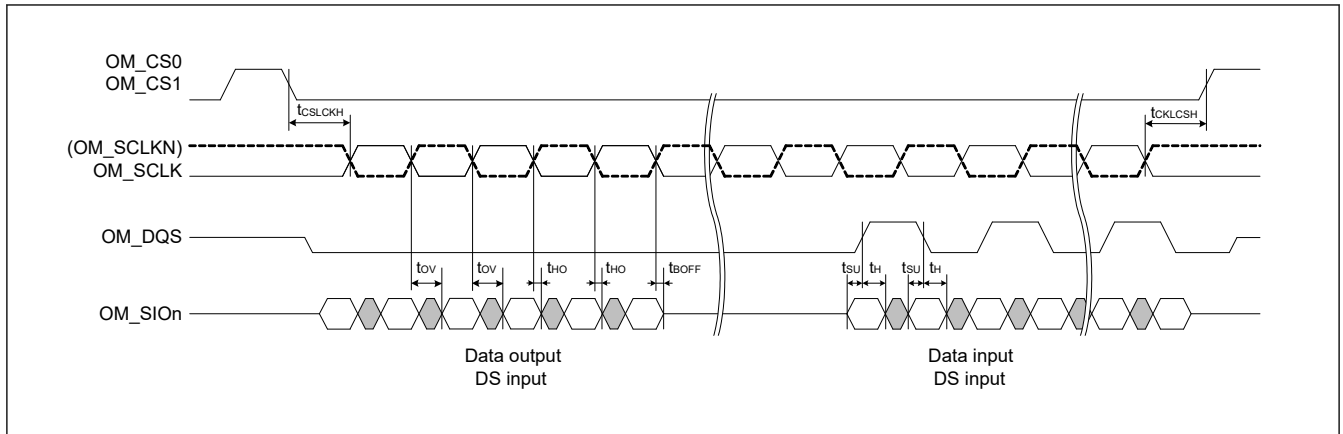 OM_CS0
OM_CS1
tCSLCKH
tCKLCSH
(OM_SCLKN)
OM_SCLK
OM_DQS
tOV
tOV
tHO
tHO
tBOFF
tSU
tH
tSU
tH
OM_SIOn
Data output
DS input
Data input
DS input